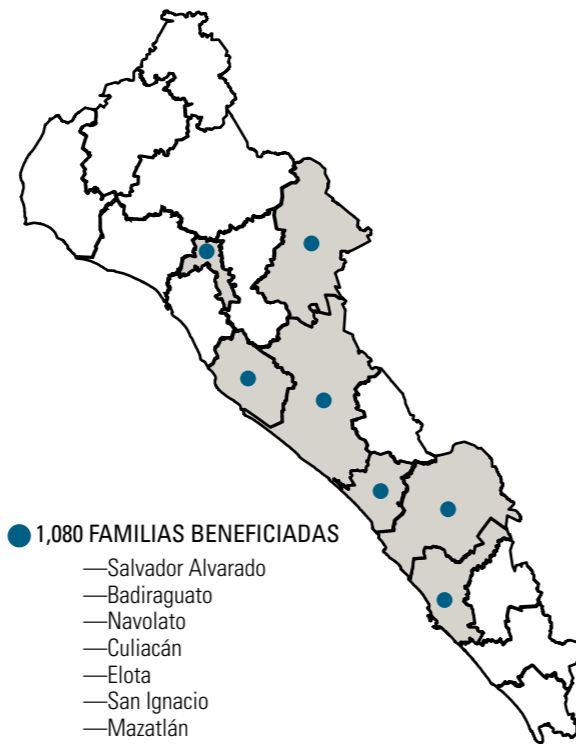 1,080 FAMILIAS BENEFICIADAS
—Salvador Alvarado
—Badiraguato
—Navolato
—Culiacán
—Elota
—San Ignacio
—Mazatlán